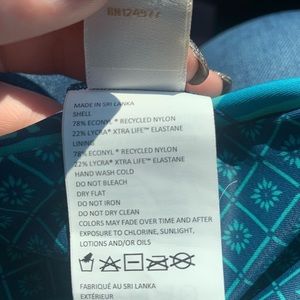 RN124977
MADE IN SRI LANKA
SHELL
78% ECONYL® RECYCLED NYLON
22% LYCRA® XTRA LIFE™ ELASTANE
LINING
78% ECONYL® RECYCLED NYLON
22% LYCRA® XTRA LIFE™ ELASTANE
HAND WASH COLD
DO NOT BLEACH
DRY FLAT
DO NOT IRON
DO NOT DRY CLEAN
COLORS MAY FADE OVER TIME AND AFTER
EXPOSURE TO CHLORINE, SUNLIGHT,
LOTIONS AND/OR OILS
FABRIQUÉ AU SRI LANKA
EXTÉRIEUR